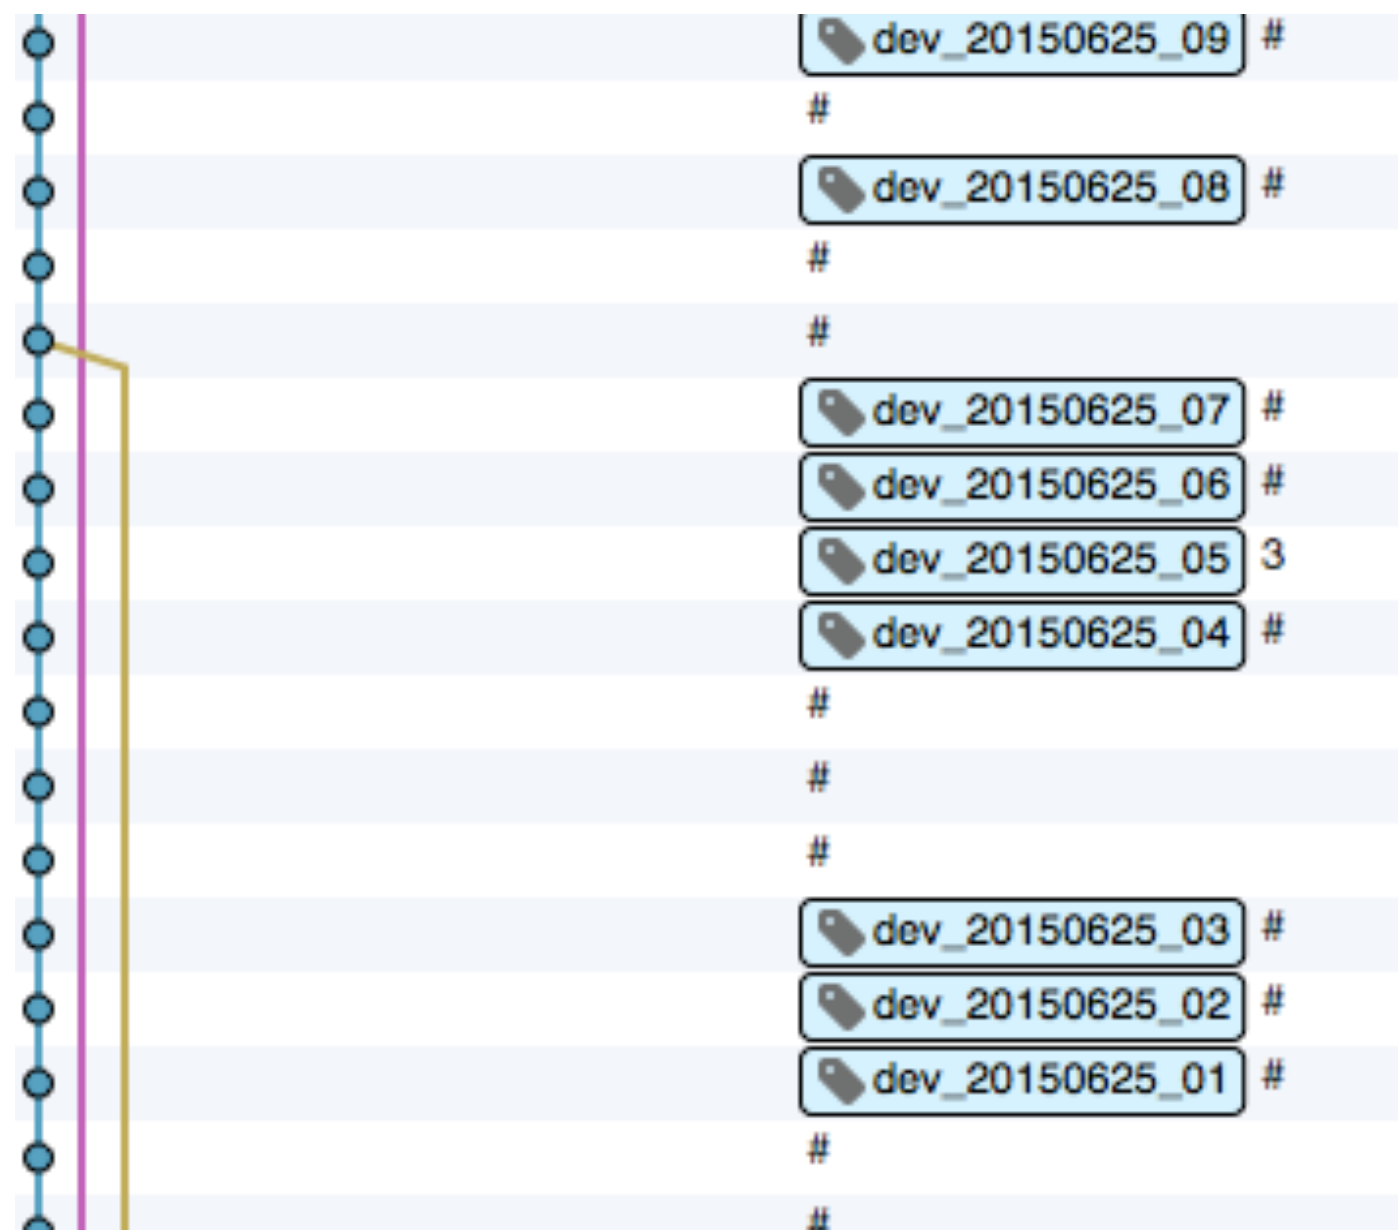 dev_20150625_09 #
#
dev_20150625_08 #
#
#
dev_20150625_07 #
dev_20150625_06 #
dev_20150625_05 3
dev_20150625_04 #
#
#
#
dev_20150625_03 #
dev_20150625_02 #
dev_20150625_01 #
#
#